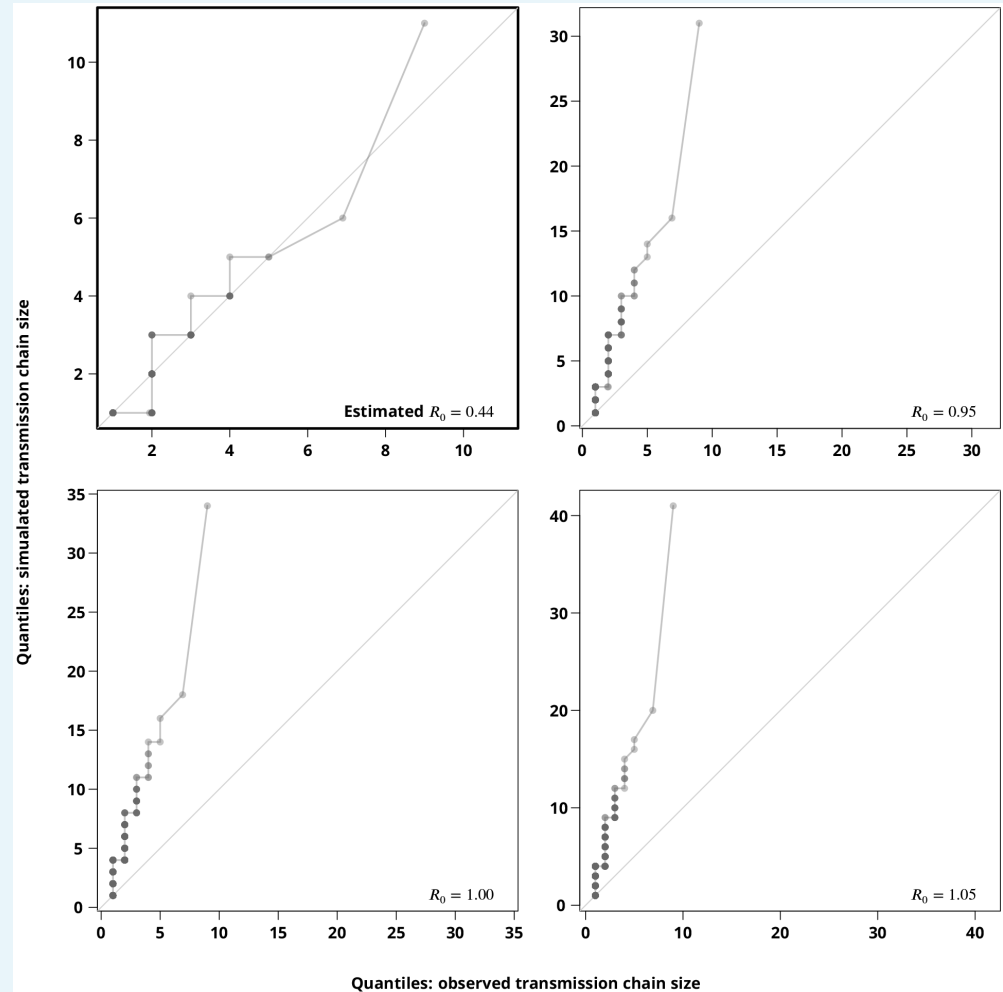 10
8
6
4
2
Estimated R₀ = 0.44
2 4 6 8 10
30
25
20
15
10
5
0
R₀ = 0.95
0 5 10 15 20 25 30
Quantiles: simualated transmission chain size
35
30
25
20
15
10
5
0
R₀ = 1.00
0 5 10 15 20 25 30 35
40
30
20
10
0
R₀ = 1.05
0 10 20 30 40
Quantiles: observed transmission chain size